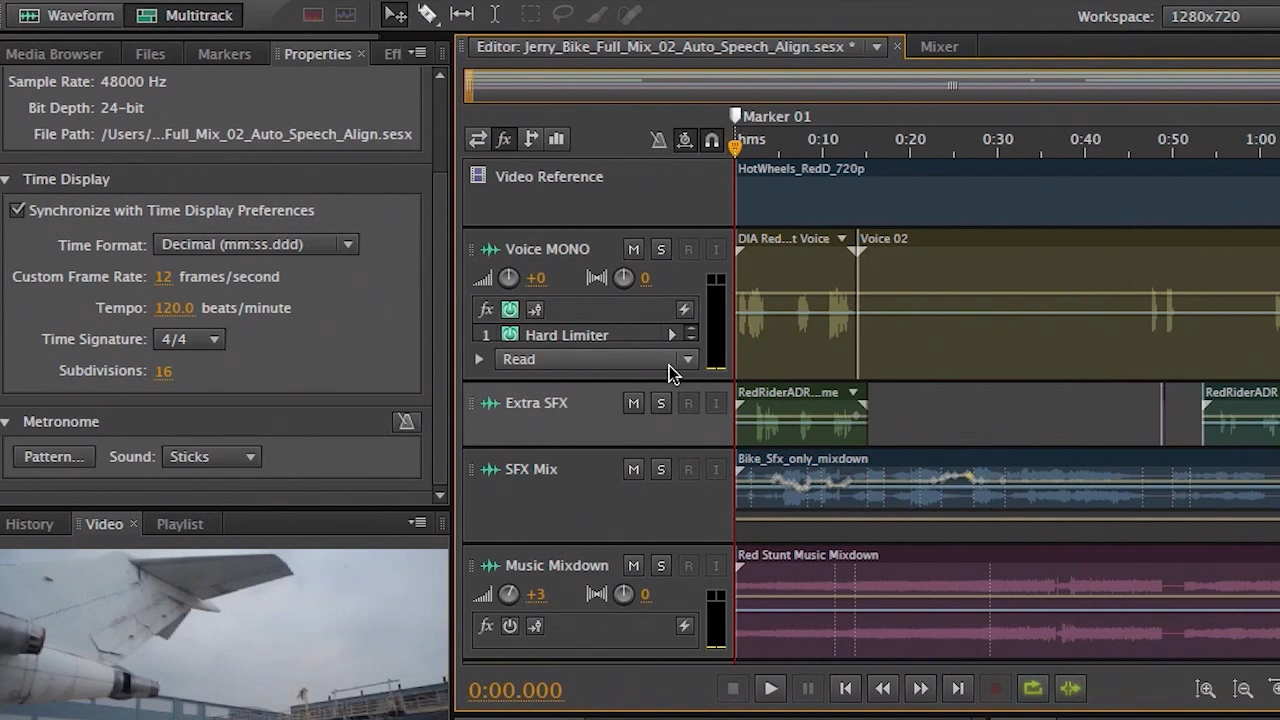 Waveform
Multitrack
Workspace: 1280x720
Media Browser
Files
Markers
Properties ×
Eff
Editor: Jerry_Bike_Full_Mix_02_Auto_Speech_Align.sesx *
Mixer
Sample Rate: 48000 Hz
Bit Depth: 24-bit
File Path: /Users/...Full_Mix_02_Auto_Speech_Align.sesx
Time Display
Synchronize with Time Display Preferences
Time Format: Decimal (mm:ss.ddd)
Custom Frame Rate: 12 frames/second
Tempo: 120.0 beats/minute
Time Signature: 4/4
Subdivisions: 16
Metronome
Pattern... Sound: Sticks
History
Video ×
Playlist
Marker 01
fx
hms 0:10 0:20 0:30 0:40 0:50 1:00
Video Reference
HotWheels_RedD_720p
Voice MONO M S R I
DIA Red...t Voice
Voice 02
+0 0
fx
1 Hard Limiter
Read
Extra SFX M S R I
RedRiderADR...me
RedRiderADR
SFX Mix M S R I
Bike_Sfx_only_mixdown
Music Mixdown M S R I
Red Stunt Music Mixdown
+3 0
fx
0:00.000